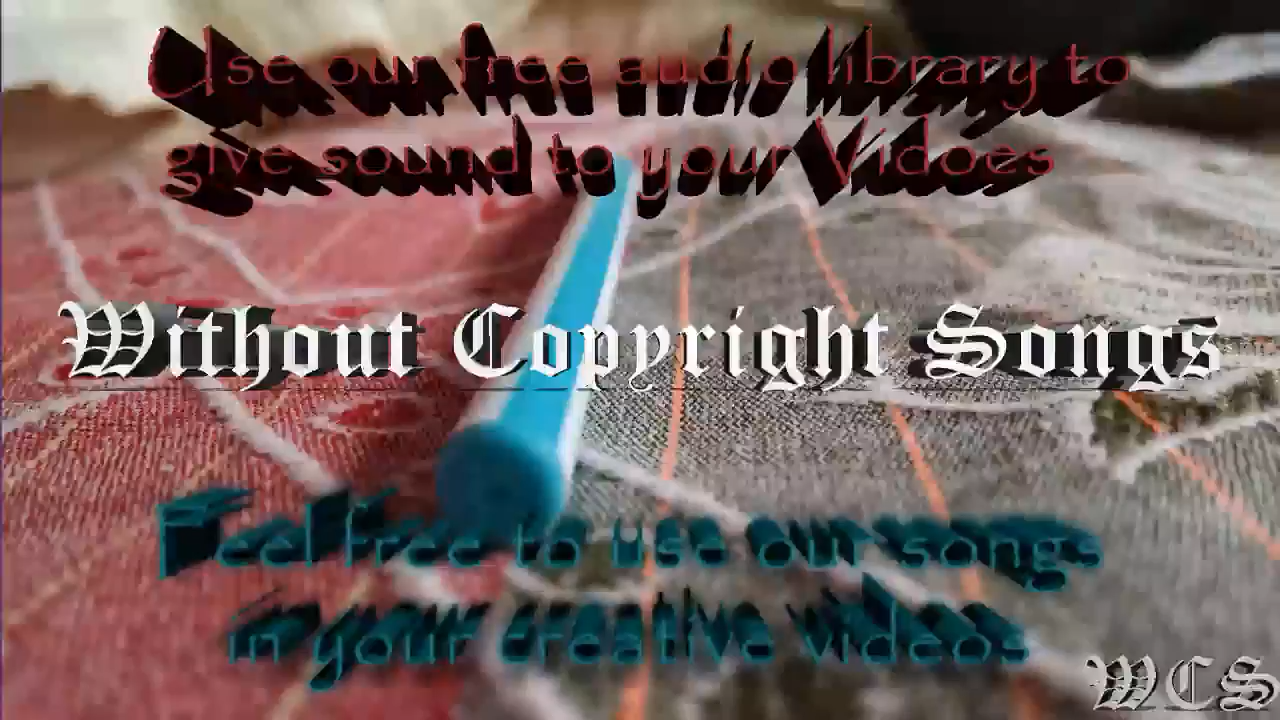 Use our free audio library to
give sound to your Vidoes
Without Copyright Songs
Feel free to use our songs
in your creative videos
WCS